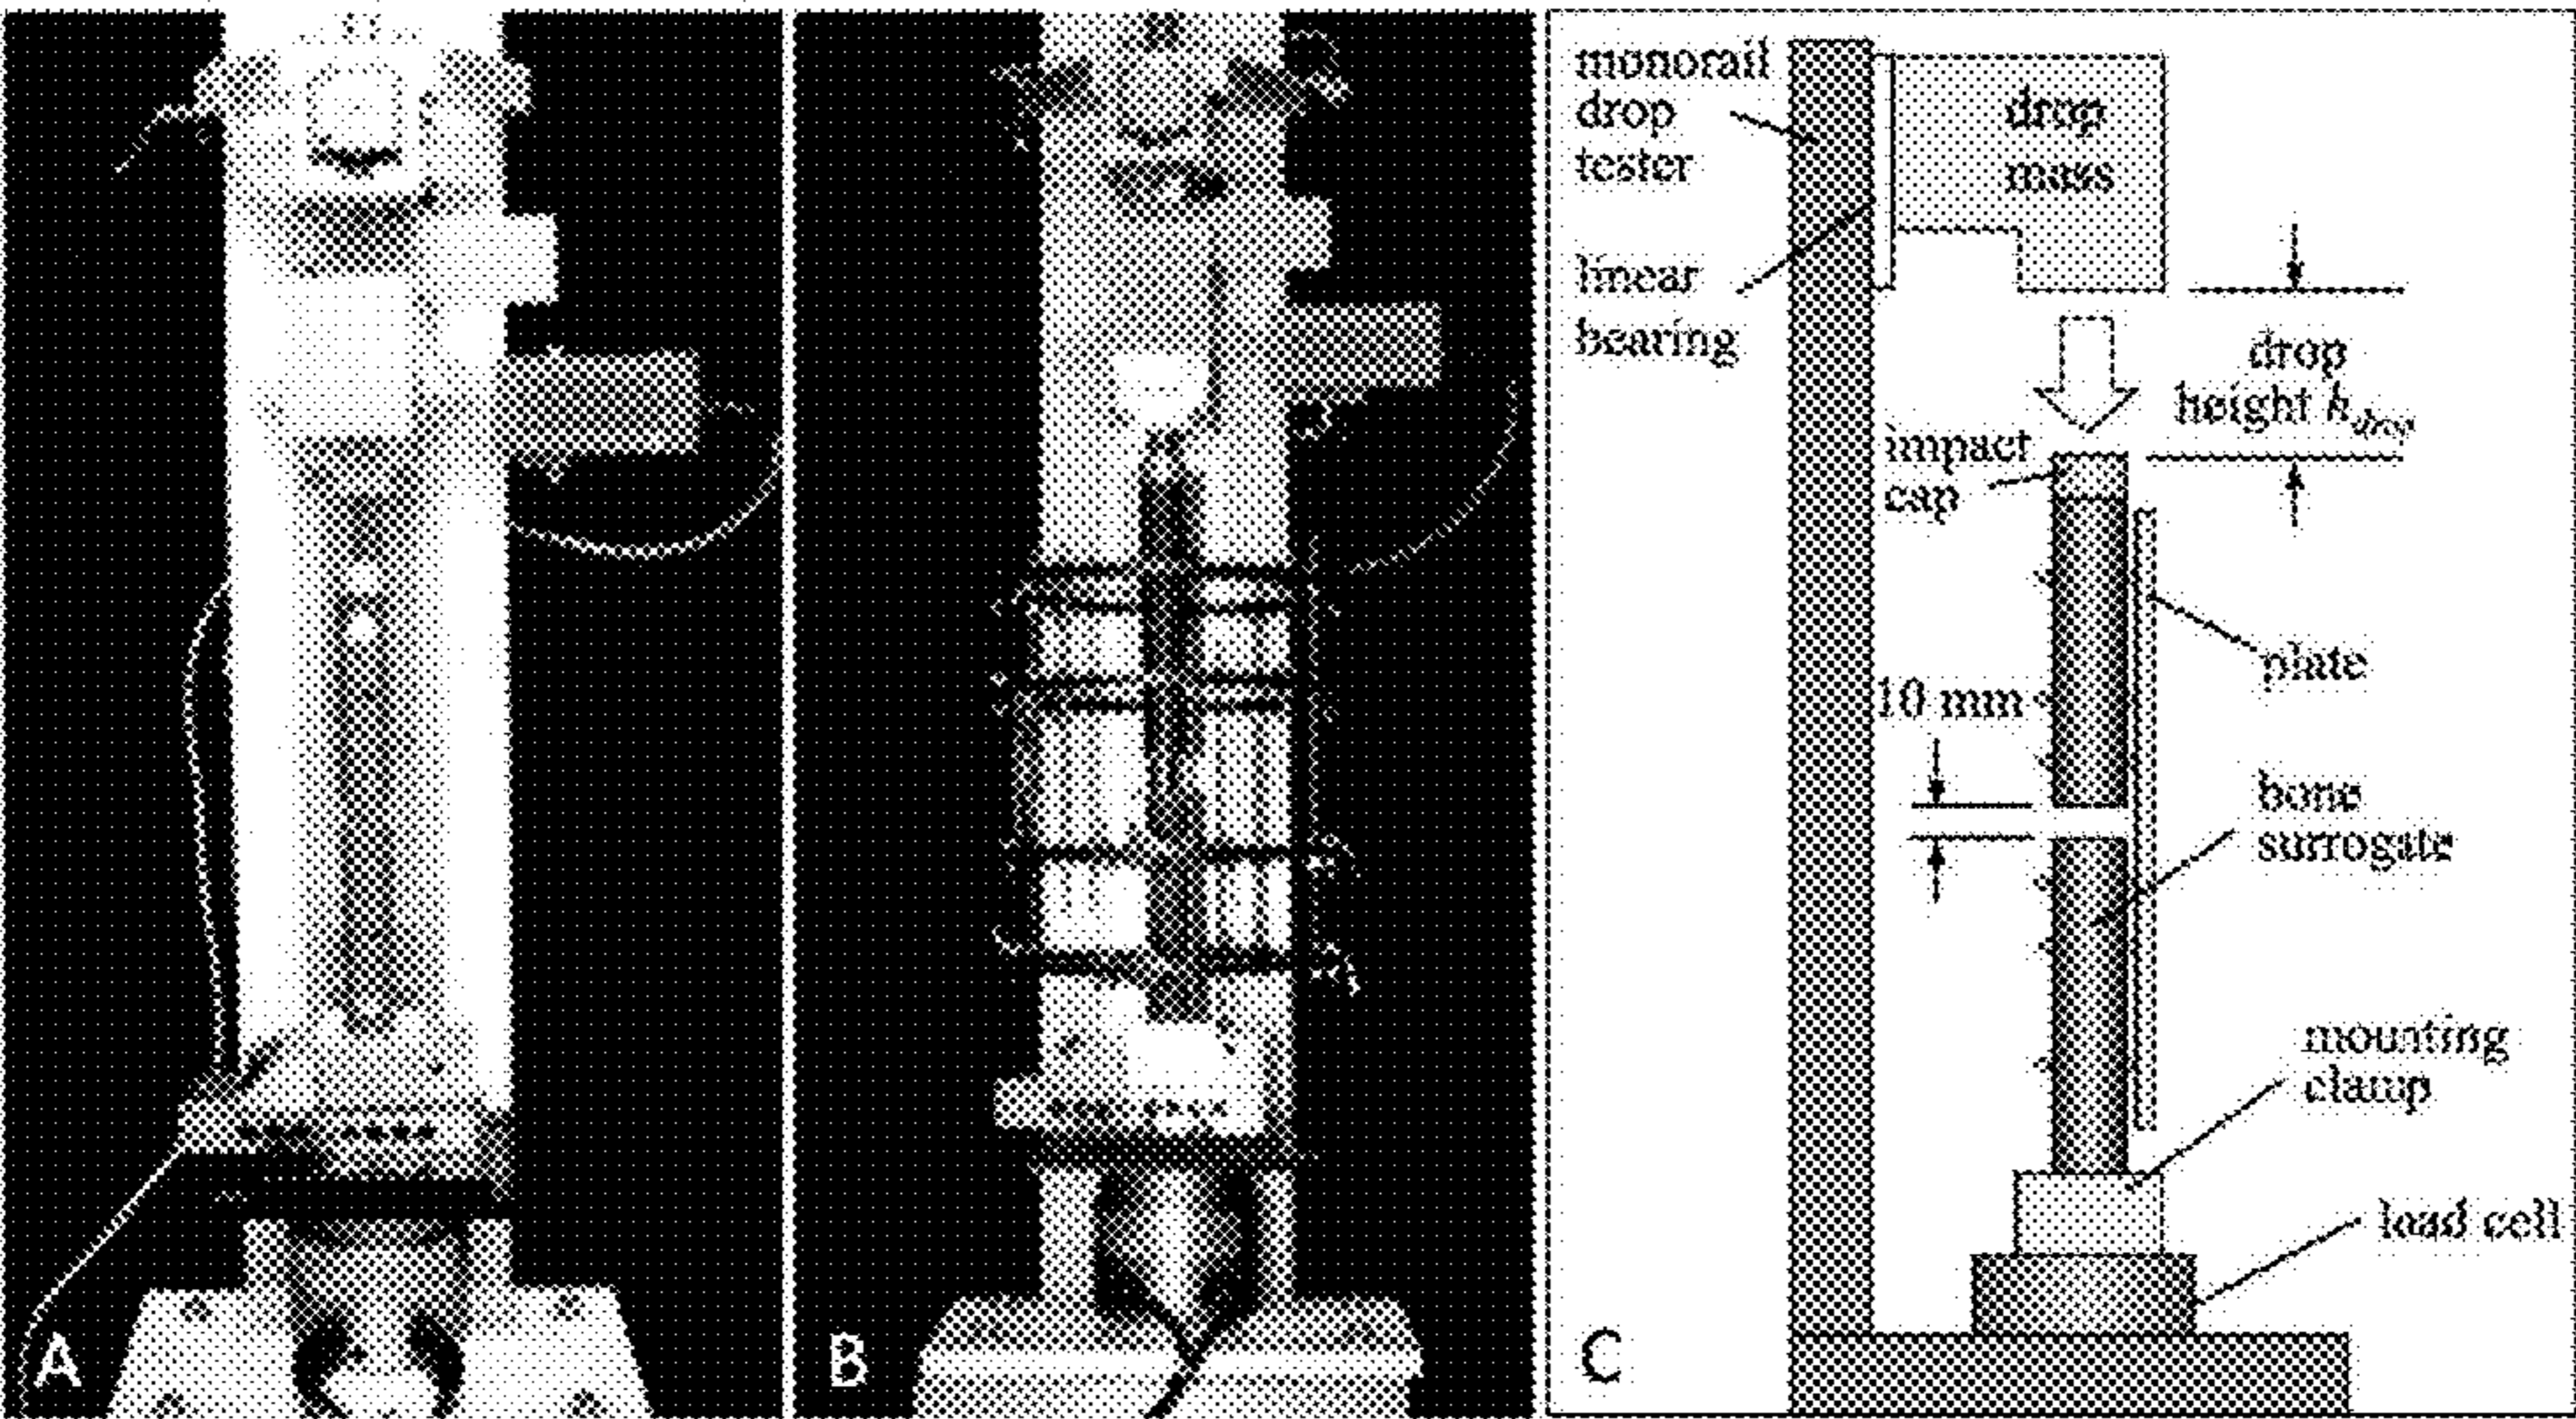 A
B
C
monorail
drop
tester
linear
bearing
drop
mass
drop
height h_drop
impact
cap
plate
10 mm
bone
surrogate
mounting
clamp
load cell